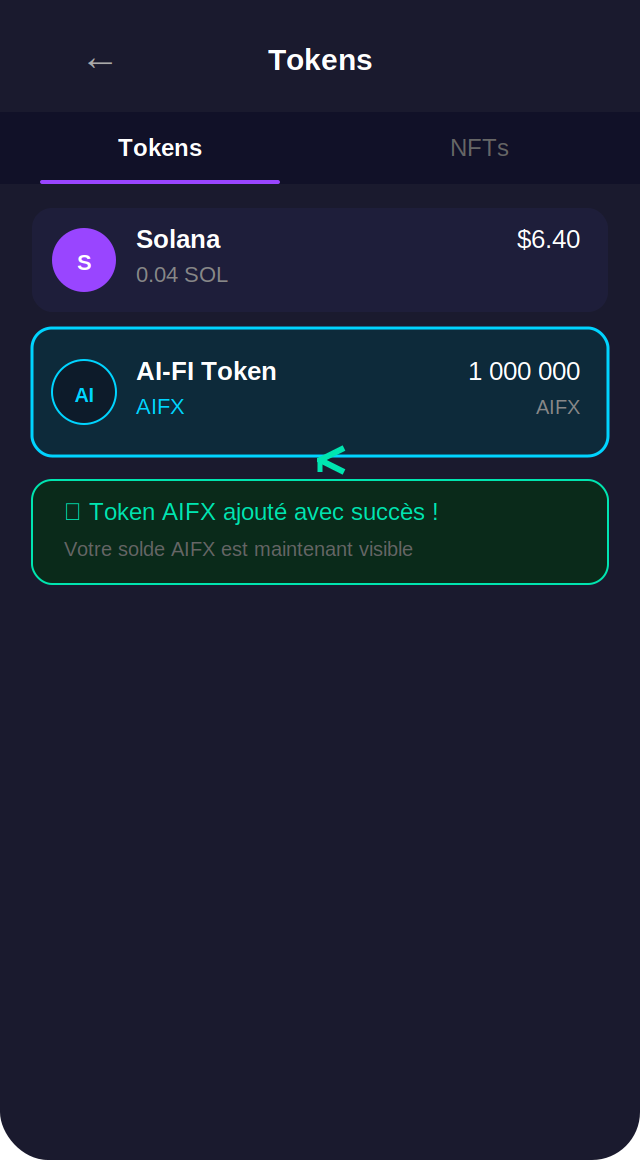 ← Tokens
Tokens NFTs
S Solana $6.40
0.04 SOL
AI AI-FI Token 1 000 000
AIFX AIFX
Token AIFX ajouté avec succès !
Votre solde AIFX est maintenant visible